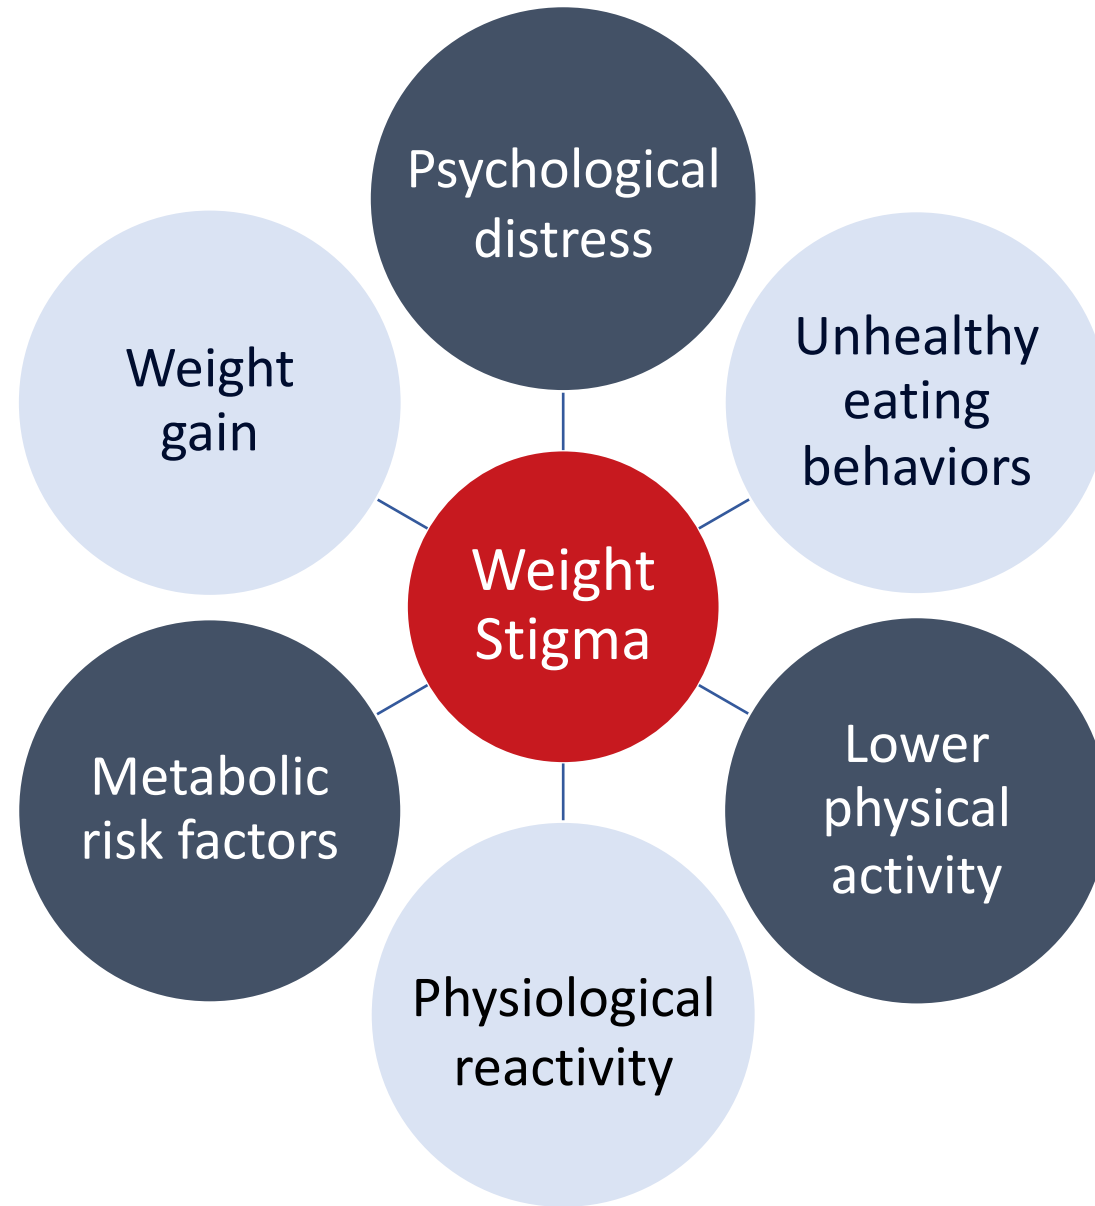 Psychological
distress
Unhealthy
eating
behaviors
Lower
physical
activity
Physiological
reactivity
Metabolic
risk factors
Weight
gain
Weight
Stigma